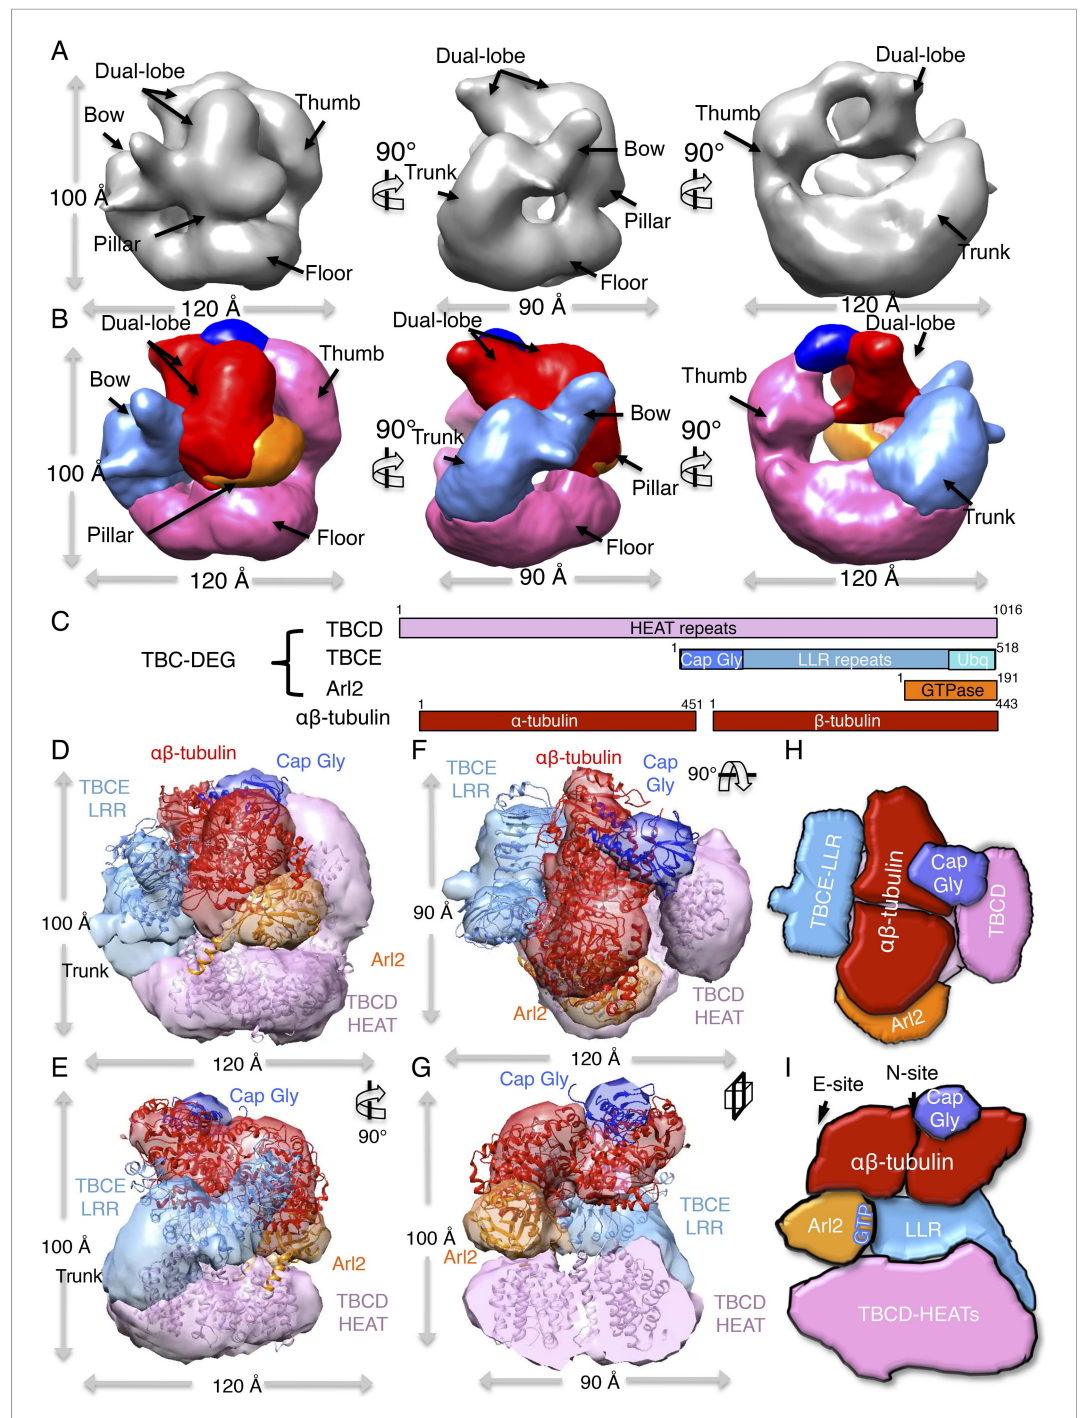 A
Dual-lobe
Bow
Thumb
100 Å
Pillar
Floor
120 Å
90°
Dual-lobe
Trunk
Bow
Pillar
Floor
90 Å
90°
Dual-lobe
Thumb
Trunk
120 Å
B
Dual-lobe
Bow
Thumb
100 Å
Pillar
Floor
120 Å
90°
Dual-lobe
Trunk
Bow
Pillar
Floor
90 Å
90°
Dual-lobe
Thumb
Trunk
120 Å
C
TBC-DEG
TBCD
1
HEAT repeats
1016
TBCE
1
Cap Gly
LLR repeats
Ubq
518
Arl2
1
GTPase
191
αβ-tubulin
1
α-tubulin
451
1
β-tubulin
443
D
αβ-tubulin
Cap Gly
TBCE
LRR
100 Å
Trunk
Arl2
TBCD
HEAT
120 Å
F
αβ-tubulin
TBCE
LRR
Cap
Gly
90°
90 Å
Arl2
TBCD
HEAT
120 Å
H
TBCE-LLR
αβ-tubulin
Cap
Gly
TBCD
Arl2
E
Cap Gly
90°
TBCE
LRR
100 Å
Trunk
Arl2
TBCD
HEAT
120 Å
G
Cap Gly
TBCE
LRR
100 Å
Arl2
TBCD
HEAT
90 Å
I
E-site
N-site
Cap
Gly
αβ-tubulin
Arl2
GTP
LLR
TBCD-HEATs